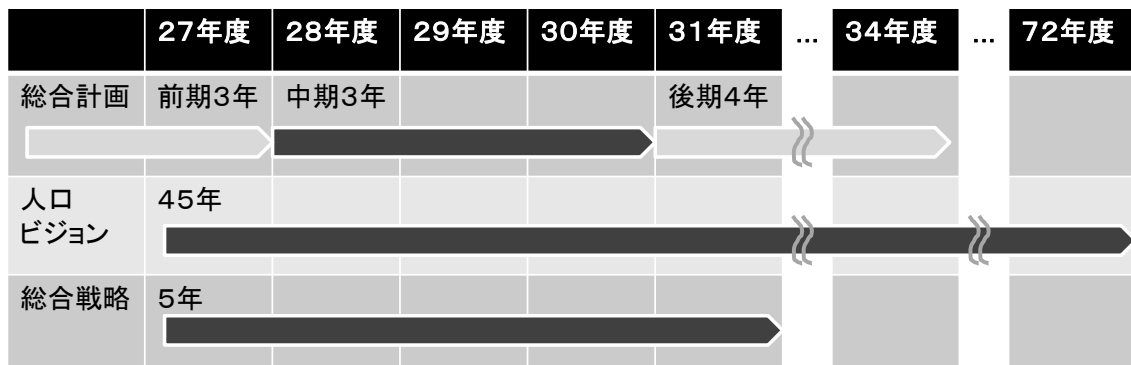 27年度 28年度 29年度 30年度 31年度 … 34年度 … 72年度
総合計画 前期3年 中期3年 後期4年
人口 45年
ビジョン
総合戦略 5年